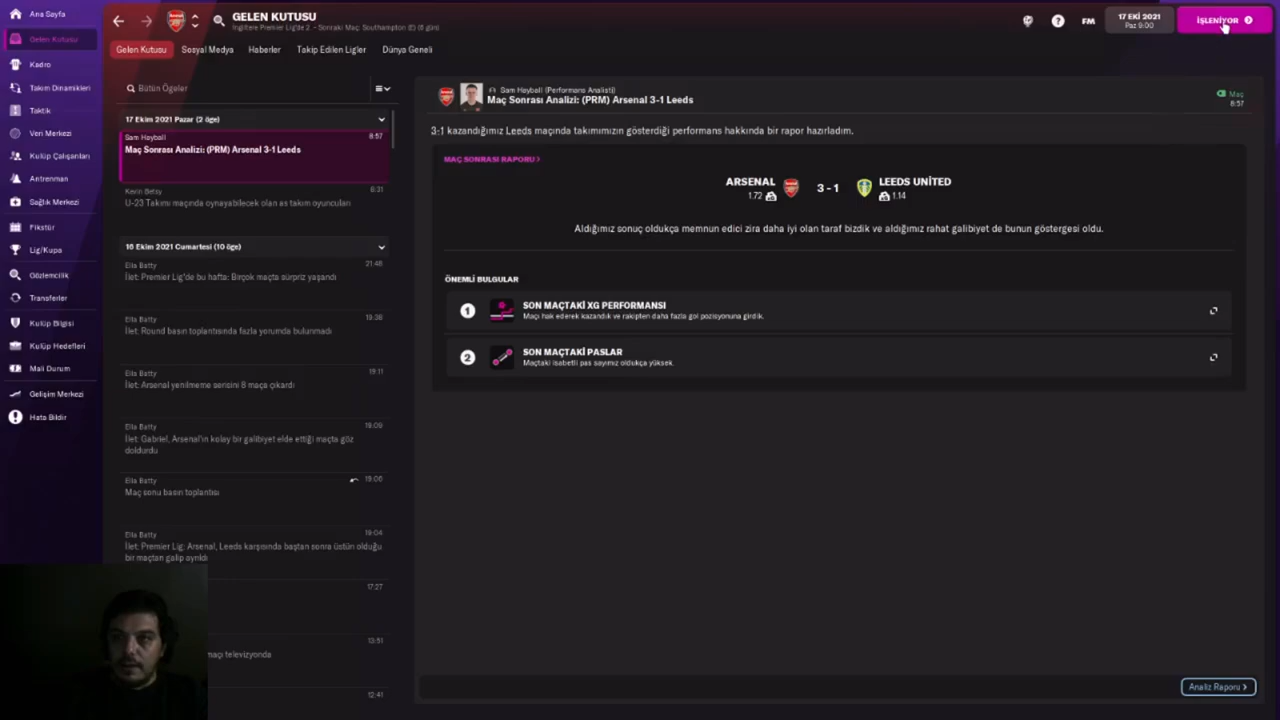 Ana Sayfa
Gelen Kutusu
Kadro
Takım Dinamikleri
Taktik
Veri Merkezi
Kulüp Çalışanları
Antrenman
Sağlık Merkezi
Fikstür
Lig/Kupa
Gözlemcilik
Transferler
Kulüp Bilgisi
Kulüp Hedefleri
Mali Durum
Gelişim Merkezi
Hata Bildir
GELEN KUTUSU
İngiltere Premier Lig'de 2. - Sonraki Maç: Southampton (E) (6 gün)
FM
17 EKİ 2021
Paz 9:00
İŞLENİYOR
Gelen Kutusu
Sosyal Medya
Haberler
Takip Edilen Ligler
Dünya Geneli
Bütün Ögeler
17 Ekim 2021 Pazar (2 öge)
Sam Hayball
8:57
Maç Sonrası Analizi: (PRM) Arsenal 3-1 Leeds
Kevin Betsy
8:31
U-23 Takımı maçında oynayabilecek olan as takım oyuncuları
16 Ekim 2021 Cumartesi (10 öge)
Ella Batty
21:48
İlet: Premier Lig'de bu hafta: Birçok maçta sürpriz yaşandı
Ella Batty
19:38
İlet: Round basın toplantısında fazla yorumda bulunmadı
Ella Batty
19:11
İlet: Arsenal yenilmeme serisini 8 maça çıkardı
Ella Batty
19:09
İlet: Gabriel, Arsenal'in kolay bir galibiyet elde ettiği maçta göz
doldurdu
Ella Batty
19:06
Maç sonu basın toplantısı
Ella Batty
19:04
İlet: Premier Lig: Arsenal, Leeds karşısında baştan sonra üstün olduğu
bir maçtan galip ayrıldı
17:27
13:51
maçı televizyonda
12:41
Sam Hayball (Performans Analisti)
Maç Sonrası Analizi: (PRM) Arsenal 3-1 Leeds
Maç
8:57
3-1 kazandığımız Leeds maçında takımımızın gösterdiği performans hakkında bir rapor hazırladım.
MAÇ SONRASI RAPORU >
ARSENAL
1.72
3 - 1
LEEDS UNITED
1.14
Aldığımız sonuç oldukça memnun edici zira daha iyi olan taraf bizdik ve aldığımız rahat galibiyet de bunun göstergesi oldu.
ÖNEMLİ BULGULAR
1
SON MAÇTAKİ XG PERFORMANSI
Maçı hak ederek kazandık ve rakipten daha fazla gol pozisyonuna girdik.
2
SON MAÇTAKİ PASLAR
Maçtaki isabetli pas sayımız oldukça yüksek.
Analiz Raporu >